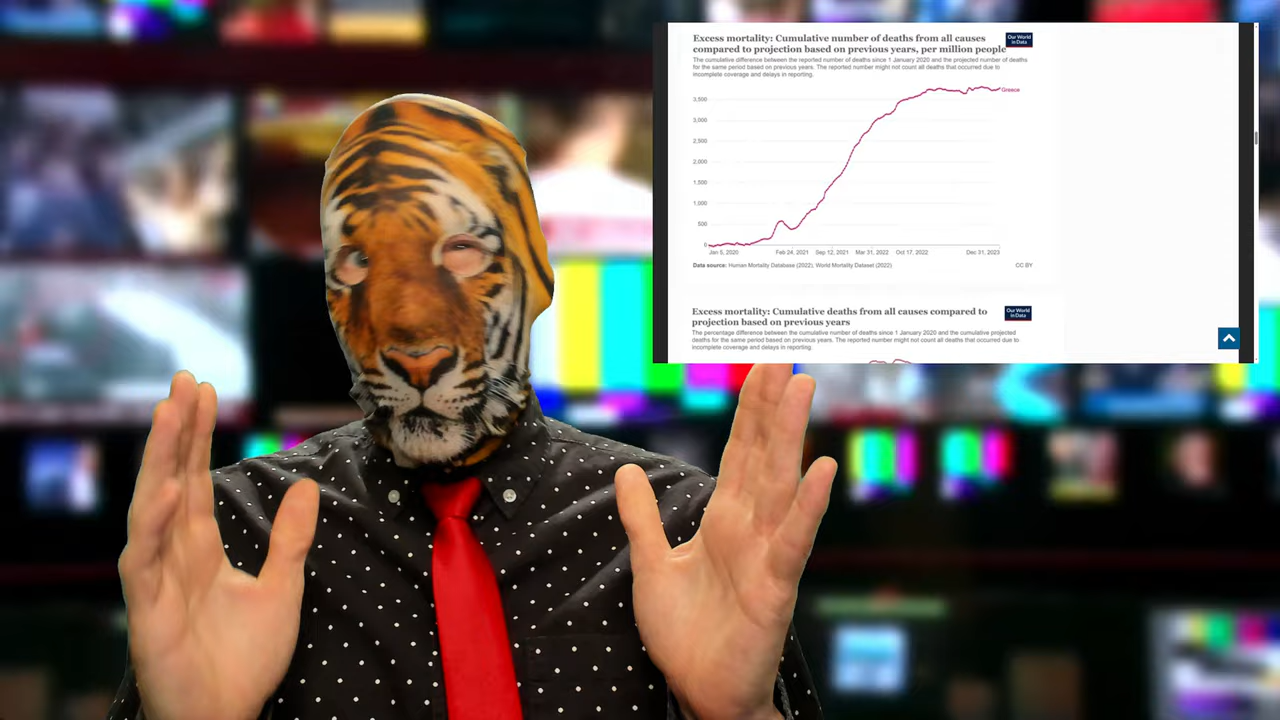 Excess mortality: Cumulative number of deaths from all causes
compared to projection based on previous years, per million people
Our World
in Data
The cumulative difference between the reported number of deaths since 1 January 2020 and the projected number of deaths
for the same period based on previous years. The reported number might not count all deaths that occurred due to
incomplete coverage and delays in reporting.
Greece
3,500
3,000
2,500
2,000
1,500
1,000
500
0
Jan 5, 2020 Feb 24, 2021 Sep 12, 2021 Mar 31, 2022 Oct 17, 2022 Dec 31, 2023
Data source: Human Mortality Database (2022), World Mortality Dataset (2022) CC BY
Excess mortality: Cumulative deaths from all causes compared to
projection based on previous years
Our World
in Data
The percentage difference between the cumulative number of deaths since 1 January 2020 and the cumulative projected
deaths for the same period based on previous years. The reported number might not count all deaths that occurred due to
incomplete coverage and delays in reporting.